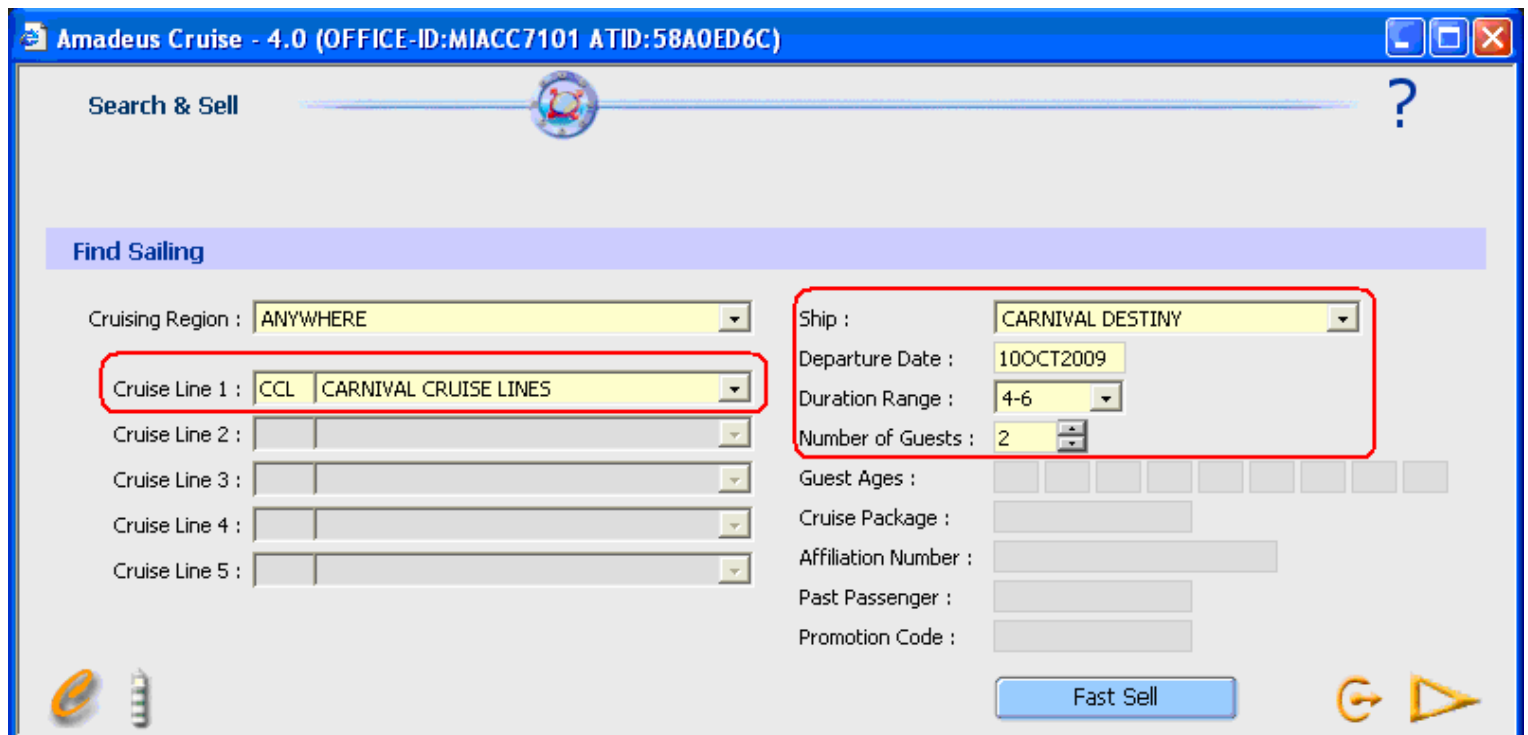 Amadeus Cruise - 4.0 (OFFICE-ID:MIACC7101 ATID:58A0ED6C)
Search & Sell
?
Find Sailing
Cruising Region : ANYWHERE
Cruise Line 1 : CCL CARNIVAL CRUISE LINES
Cruise Line 2 :
Cruise Line 3 :
Cruise Line 4 :
Cruise Line 5 :
Ship : CARNIVAL DESTINY
Departure Date : 10OCT2009
Duration Range : 4-6
Number of Guests : 2
Guest Ages :
Cruise Package :
Affiliation Number :
Past Passenger :
Promotion Code :
Fast Sell